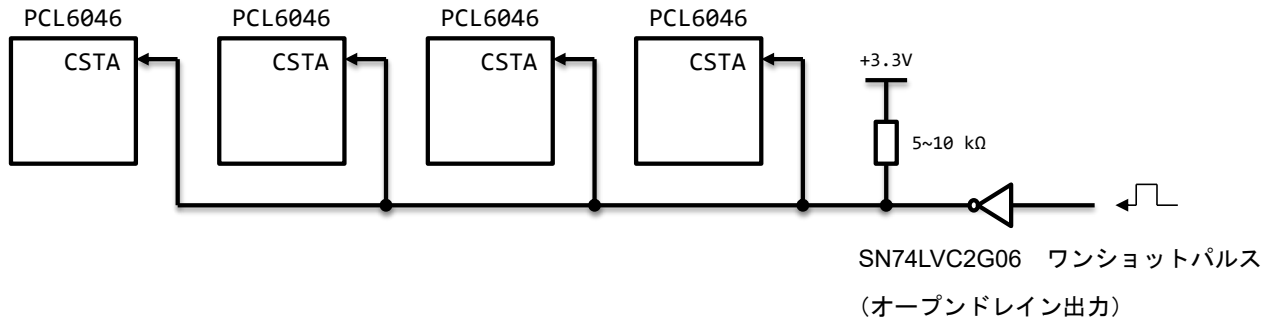 PCL6046 PCL6046 PCL6046 PCL6046
CSTA CSTA CSTA CSTA
+3.3V
5~10 kΩ
SN74LVC2G06 ワンショットパルス
(オープンドレイン出力)